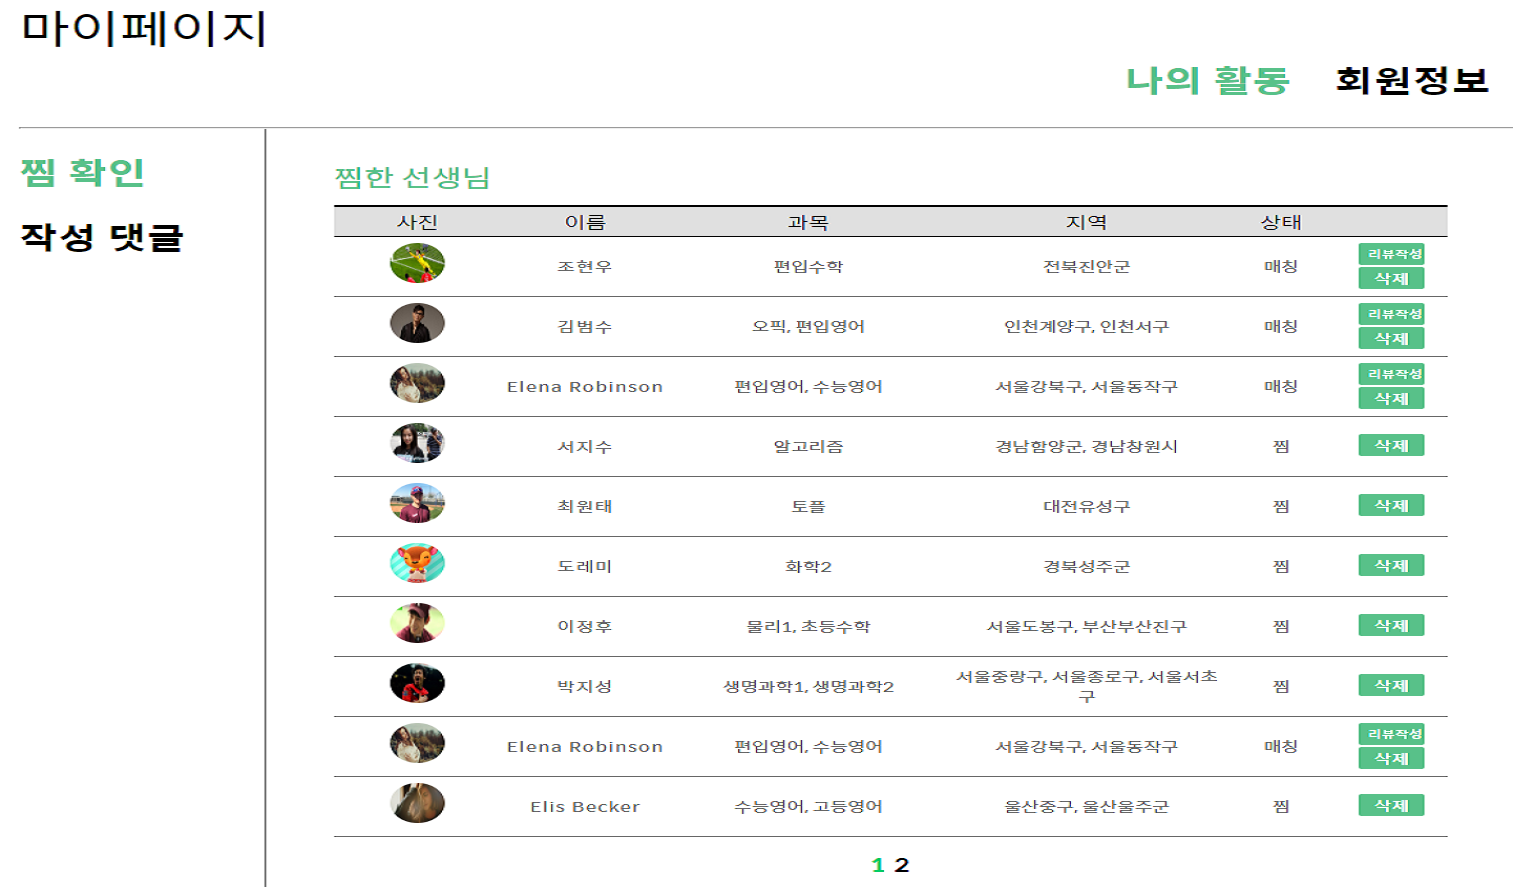 마이페이지
나의 활동 회원정보
찜 확인
작성 댓글
찜한 선생님
사진 이름 과목 지역 상태
조현우 편입수학 전북진안군 매칭 리뷰작성 삭제
김범수 오픽, 편입영어 인천계양구, 인천서구 매칭 리뷰작성 삭제
Elena Robinson 편입영어, 수능영어 서울강북구, 서울동작구 매칭 리뷰작성 삭제
서지수 알고리즘 경남함양군, 경남창원시 찜 삭제
최원태 토플 대전유성구 찜 삭제
도레미 화학2 경북성주군 찜 삭제
이정후 물리1, 초등수학 서울도봉구, 부산부산진구 찜 삭제
박지성 생명과학1, 생명과학2 서울중랑구, 서울종로구, 서울서초
구 찜 삭제
Elena Robinson 편입영어, 수능영어 서울강북구, 서울동작구 매칭 리뷰작성 삭제
Elis Becker 수능영어, 고등영어 울산중구, 울산울주군 찜 삭제
1 2